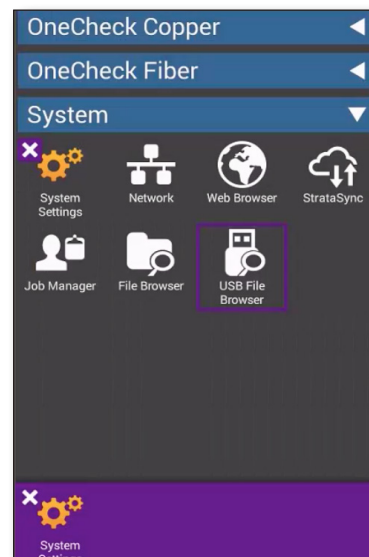 OneCheck Copper
OneCheck Fiber
System
System
Settings
Network
Web Browser
StrataSync
Job Manager
File Browser
USB File
Browser
System